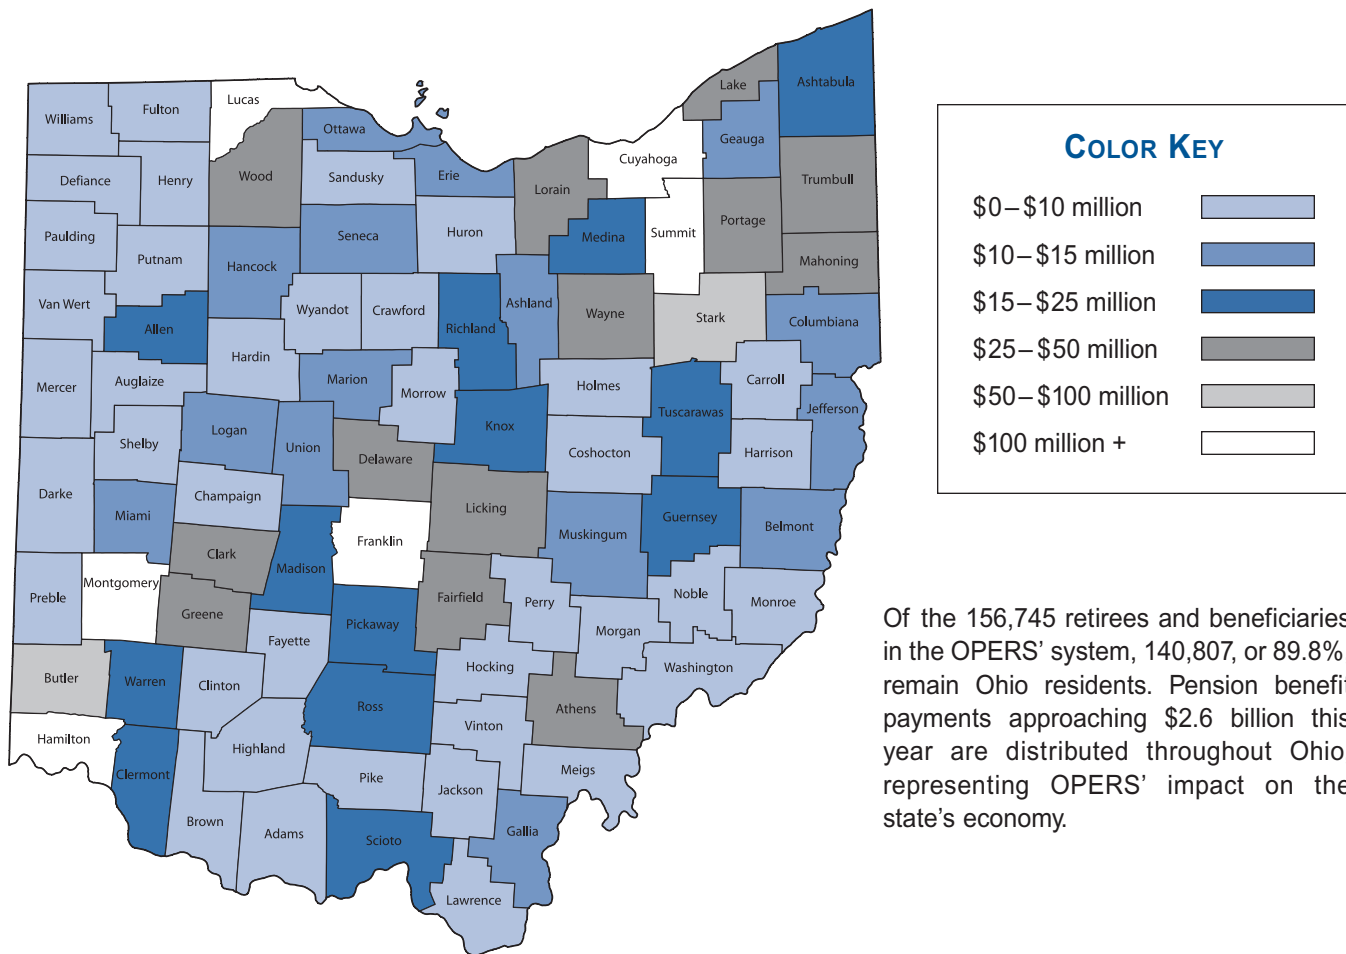 Ashtabula
Lake
Lucas
Fulton
Williams
Geauga
Ottawa
Cuyahoga
Erie
Wood
Sandusky
Defiance
Henry
Lorain
Trumbull
Portage
Summit
Huron
Medina
Seneca
Paulding
Putnam
Hancock
Mahoning
Van Wert
Ashland
Wyandot
Crawford
Wayne
Stark
Columbiana
Allen
Richland
Hardin
Marion
Morrow
Auglaize
Mercer
Holmes
Carroll
Tuscarawas
Jefferson
Knox
Logan
Union
Shelby
Delaware
Coshocton
Harrison
Darke
Champaign
Licking
Miami
Guernsey
Belmont
Muskingum
Franklin
Clark
Madison
Montgomery
Preble
Greene
Fairfield
Perry
Noble
Monroe
Pickaway
Morgan
Fayette
Hocking
Washington
Butler
Warren
Clinton
Ross
Athens
Vinton
Hamilton
Highland
Clermont
Pike
Jackson
Meigs
Brown
Adams
Scioto
Gallia
Lawrence
COLOR KEY
$0–$10 million
$10–$15 million
$15–$25 million
$25–$50 million
$50–$100 million
$100 million +
Of the 156,745 retirees and beneficiaries
in the OPERS’ system, 140,807, or 89.8%
remain Ohio residents. Pension benefit
payments approaching $2.6 billion this
year are distributed throughout Ohio
representing OPERS’ impact on the
state’s economy.